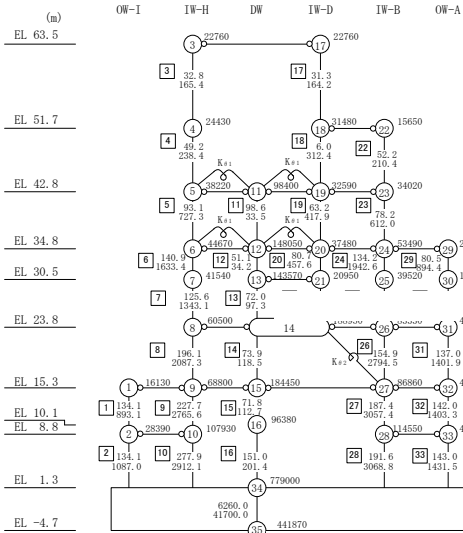 (m) OW-I IW-H DW IW-D IW-B OW-A
EL 63.5 3 22760 17 22760
3 32.8 17 31.3
165.4 164.2
EL 51.7 4 24430 18 31480 22 15650
4 49.2 18 6.0 22 52.2
238.4 312.4 210.4
Kθ1 Kθ1
EL 42.8 5 38220 11 98400 19 32590 23 34020
5 93.1 11 98.6 19 63.2 23 78.2
727.3 33.5 417.9 612.0
Kθ1 Kθ1
EL 34.8 6 44670 12 148050 20 37480 24 53490 29 2
6 140.9 12 51.1 20 80.7 24 134.2 29 80.5
1633.4 34.2 457.6 1942.6 894.4
EL 30.5 7 41540 13 143570 21 20950 25 39520 30 1
7 125.6 13 72.0
1343.1 97.3
EL 23.8 8 60500 14 26 31 4
8 196.1 14 73.9 26 154.9 31 137.0
2087.3 118.5 Kθ2 2794.5 1401.9
EL 15.3 1 16130 9 68800 15 184450 27 86860 32 4
1 134.1 9 227.7 15 71.8 27 187.4 32 142.0
893.1 2765.6 112.7 3057.4 1403.3
EL 10.1 16 96380
EL 8.8 2 28390 10 107930 28 114550 33 4
2 134.1 10 277.9 16 151.0 28 191.6 33 143.0
1087.0 2912.1 201.4 3068.8 1431.5
EL 1.3 34 779000
6260.0
41700.0
EL -4.7 35 441870